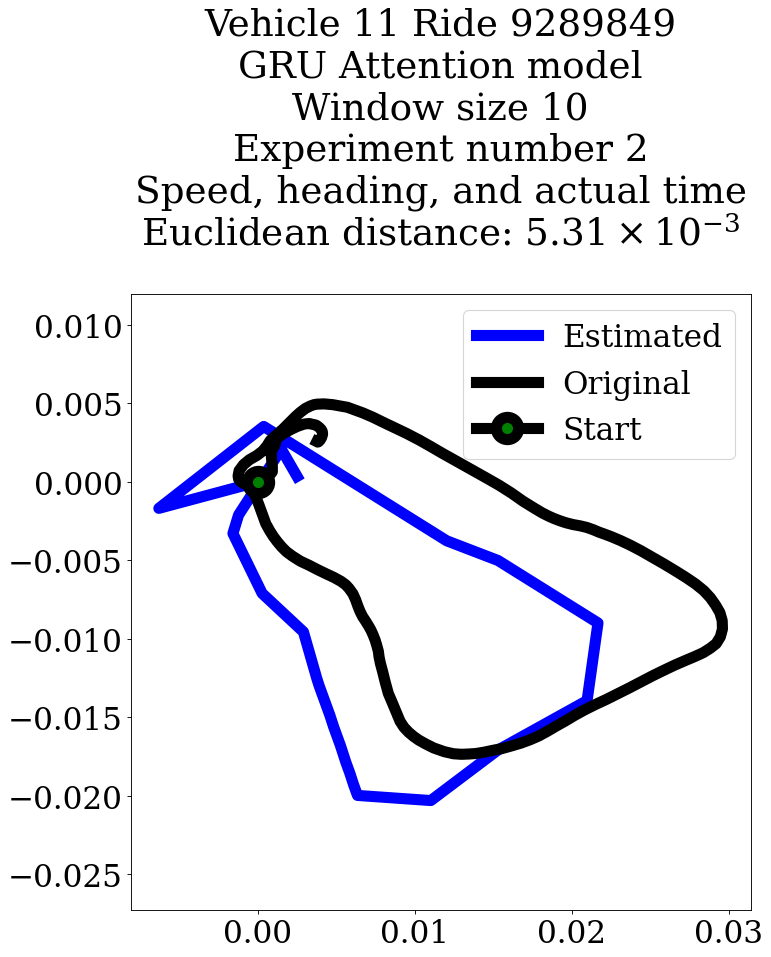 Vehicle 11 Ride 9289849
GRU Attention model
Window size 10
Experiment number 2
Speed, heading, and actual time
Euclidean distance: 5.31 × 10⁻³
Estimated
Original
Start
0.010
0.005
0.000
−0.005
−0.010
−0.015
−0.020
−0.025
0.00 0.01 0.02 0.03